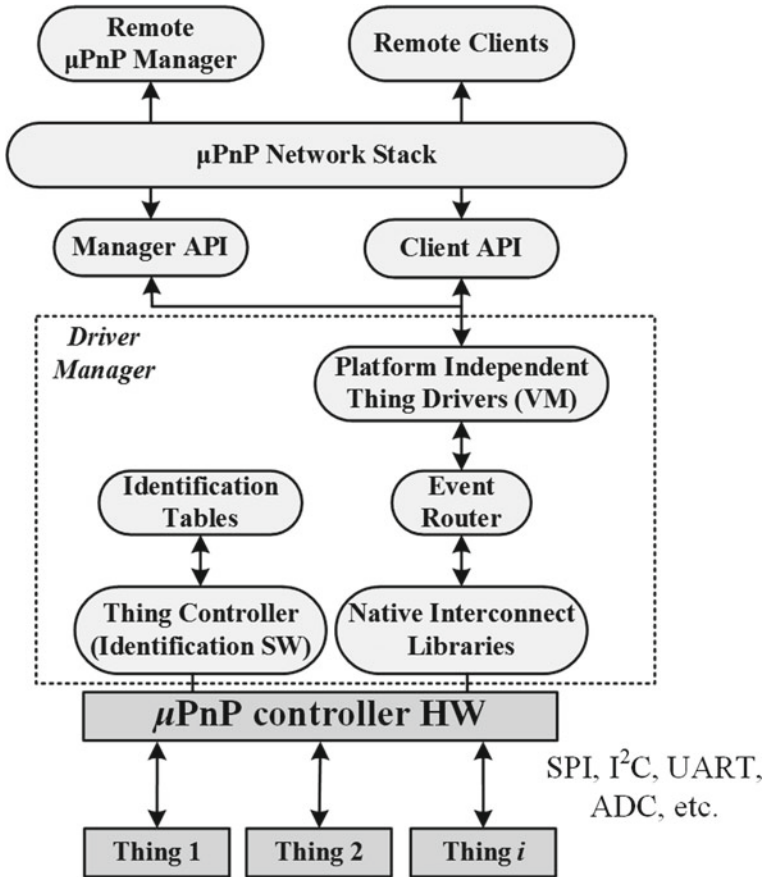 Remote
μPnP Manager
Remote Clients
μPnP Network Stack
Manager API
Client API
Driver
Manager
Platform Independent
Thing Drivers (VM)
Identification
Tables
Event
Router
Thing Controller
(Identification SW)
Native Interconnect
Libraries
μPnP controller HW
SPI, I²C, UART,
ADC, etc.
Thing 1
Thing 2
Thing i